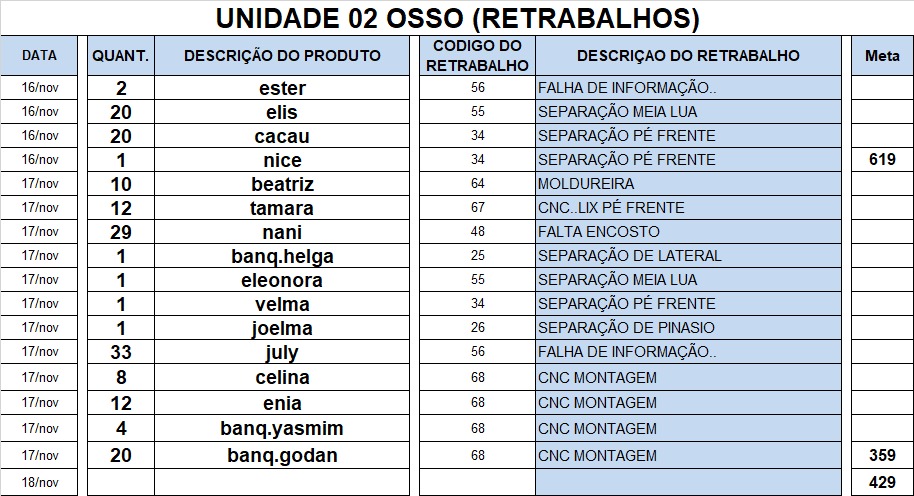 UNIDADE 02 OSSO (RETRABALHOS)
DATA QUANT. DESCRIÇÃO DO PRODUTO CODIGO DO RETRABALHO DESCRIÇAO DO RETRABALHO Meta
16/nov 2 ester 56 FALHA DE INFORMAÇÃO..
16/nov 20 elis 55 SEPARAÇÃO MEIA LUA
16/nov 20 cacau 34 SEPARAÇÃO PÉ FRENTE
16/nov 1 nice 34 SEPARAÇÃO PÉ FRENTE 619
17/nov 10 beatriz 64 MOLDUREIRA
17/nov 12 tamara 67 CNC..LIX PÉ FRENTE
17/nov 29 nani 48 FALTA ENCOSTO
17/nov 1 banq.helga 25 SEPARAÇÃO DE LATERAL
17/nov 1 eleonora 55 SEPARAÇÃO MEIA LUA
17/nov 1 velma 34 SEPARAÇÃO PÉ FRENTE
17/nov 1 joelma 26 SEPARAÇÃO DE PINASIO
17/nov 33 july 56 FALHA DE INFORMAÇÃO..
17/nov 8 celina 68 CNC MONTAGEM
17/nov 12 enia 68 CNC MONTAGEM
17/nov 4 banq.yasmim 68 CNC MONTAGEM
17/nov 20 banq.godan 68 CNC MONTAGEM 359
18/nov 429